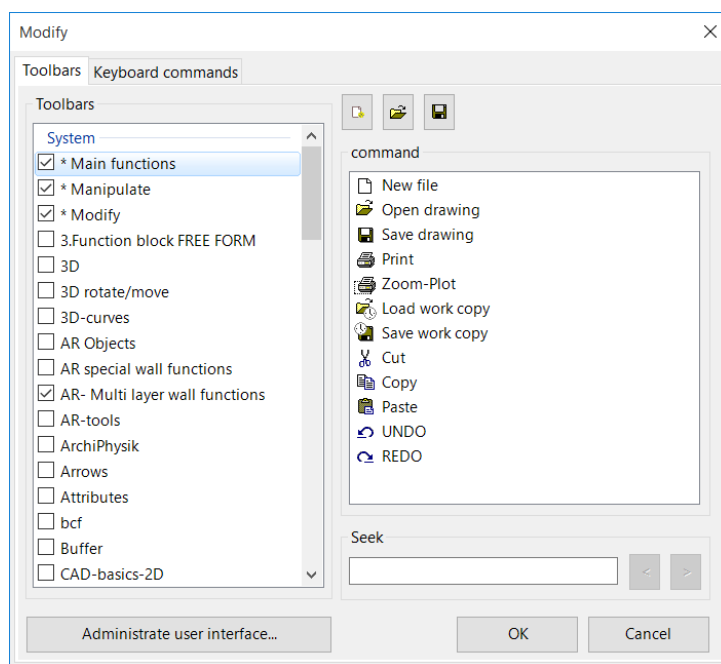 Modify
Toolbars Keyboard commands
Toolbars
System
* Main functions
* Manipulate
* Modify
3.Function block FREE FORM
3D
3D rotate/move
3D-curves
AR Objects
AR special wall functions
AR- Multi layer wall functions
AR-tools
ArchiPhysik
Arrows
Attributes
bcf
Buffer
CAD-basics-2D
command
New file
Open drawing
Save drawing
Print
Zoom-Plot
Load work copy
Save work copy
Cut
Copy
Paste
UNDO
REDO
Seek
< >
Administrate user interface... OK Cancel